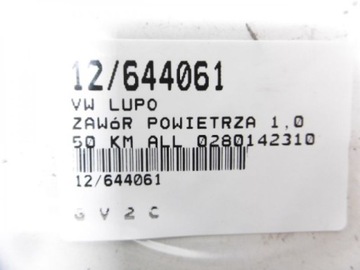 12/644061
VW LUPO
ZAWóR POWIETRZA 1,0
50 KM ALL 0280142310
12/644061
G V 2 C